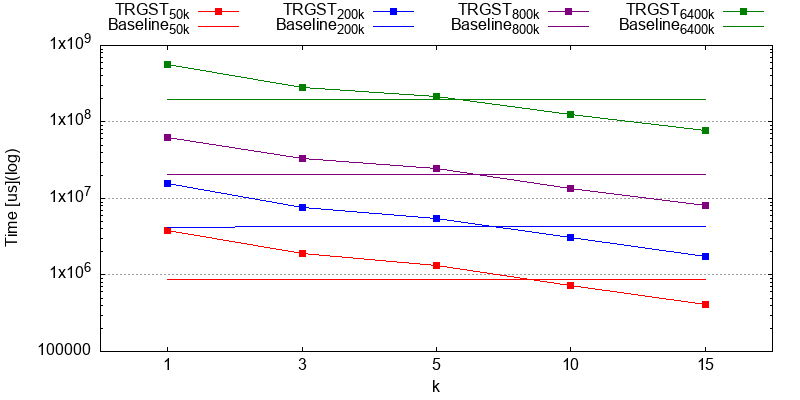 TRGST50k TRGST200k TRGST800k TRGST6400k
Baseline50k Baseline200k Baseline800k Baseline6400k
1x10^9
1x10^8
1x10^7
1x10^6
100000
Time [us](log)
1 3 5 10 15
k